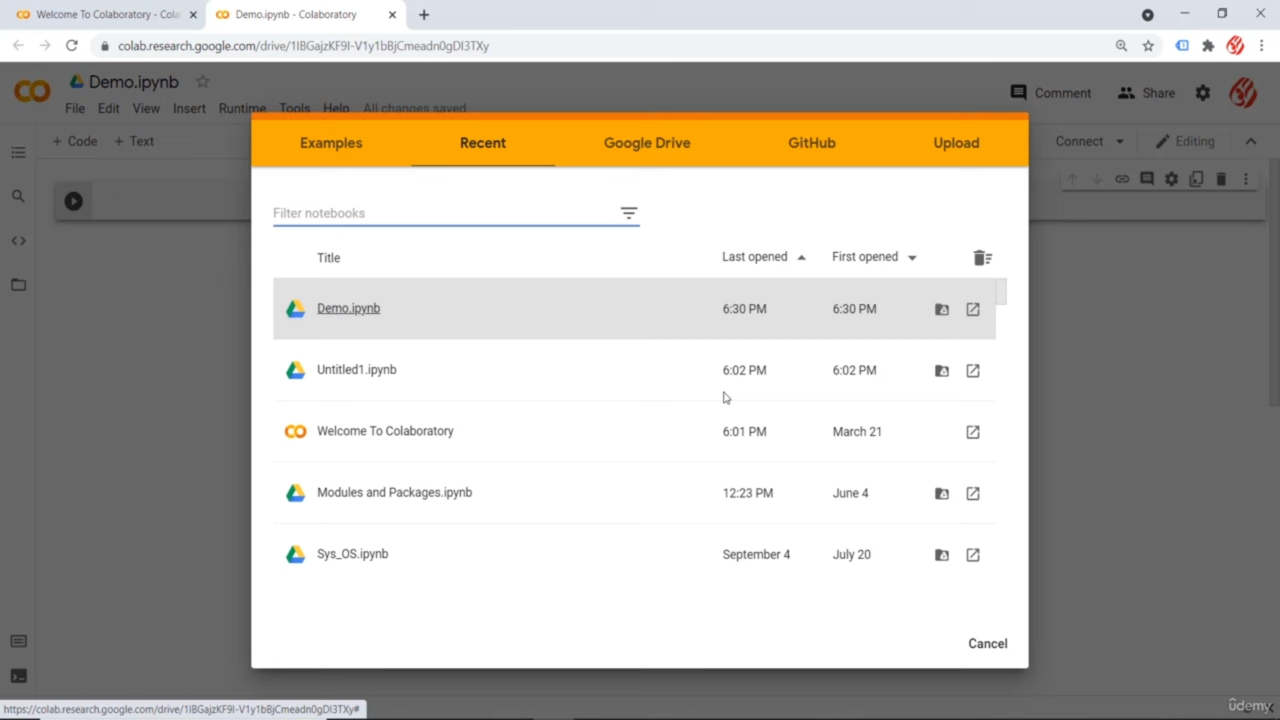 Welcome To Colaboratory - Cola
Demo.ipynb - Colaboratory
colab.research.google.com/drive/1IBGajzKF9I-V1y1bBjCmeadn0gDI3TXy
Demo.ipynb
File Edit View Insert Runtime Tools Help All changes saved
Comment
Share
+ Code + Text
Connect
Editing
Examples
Recent
Google Drive
GitHub
Upload
Filter notebooks
Title Last opened First opened
Demo.ipynb 6:30 PM 6:30 PM
Untitled1.ipynb 6:02 PM 6:02 PM
Welcome To Colaboratory 6:01 PM March 21
Modules and Packages.ipynb 12:23 PM June 4
Sys_OS.ipynb September 4 July 20
Cancel
https://colab.research.google.com/drive/1IBGajzKF9I-V1y1bBjCmeadn0gDI3TXy#
ûdemy